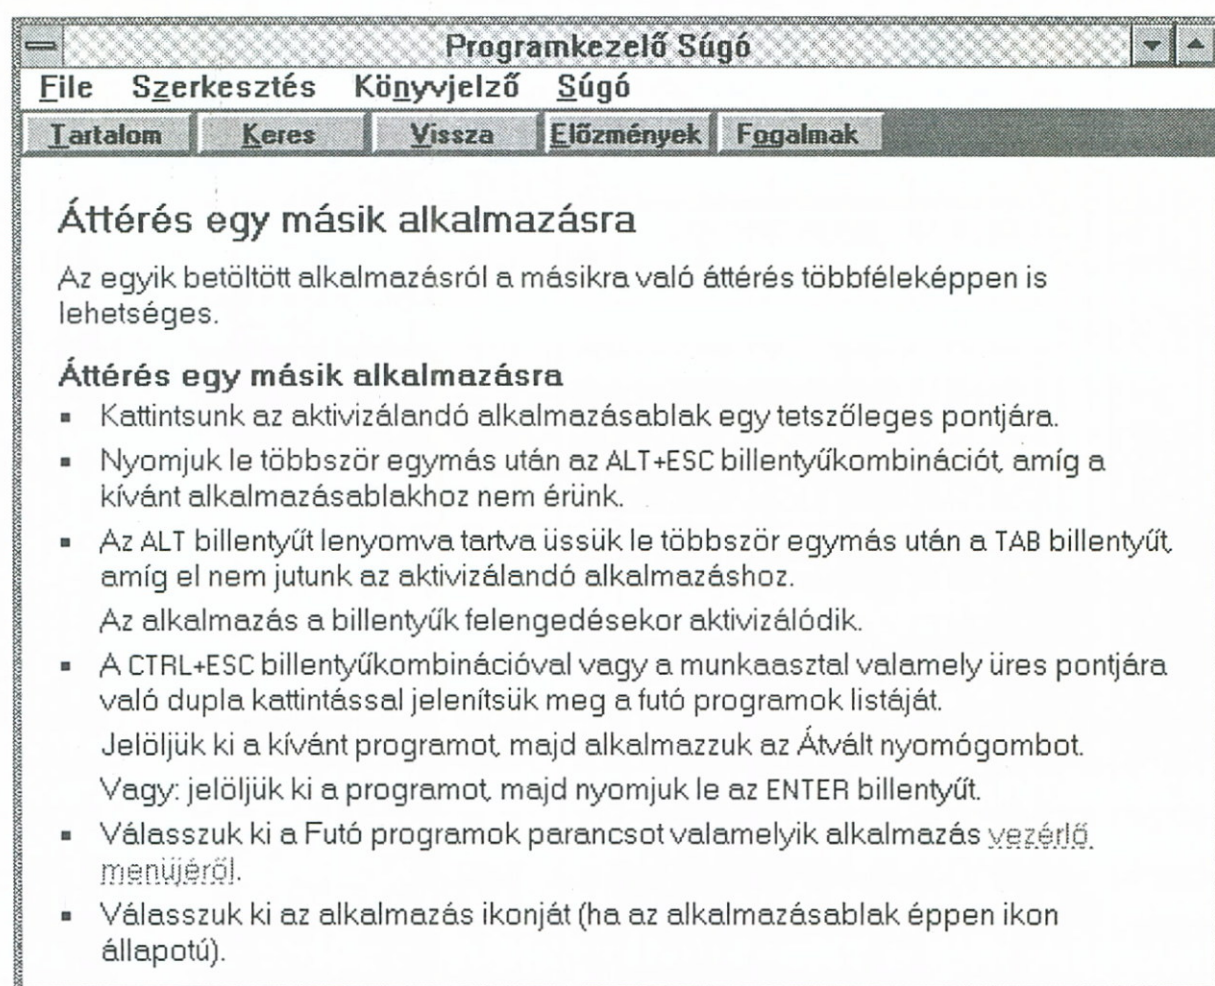 Programkezelő Súgó
File Szerkesztés Könyvjelző Súgó
Tartalom Keres Vissza Előzmények Fogalmak
Áttérés egy másik alkalmazásra
Az egyik betöltött alkalmazásról a másikra való áttérés többféleképpen is
lehetséges.
Áttérés egy másik alkalmazásra
▪ Kattintsunk az aktivizálandó alkalmazásablak egy tetszőleges pontjára.
▪ Nyomjuk le többször egymás után az ALT+ESC billentyűkombinációt, amíg a
kívánt alkalmazásablakhoz nem érünk.
▪ Az ALT billentyűt lenyomva tartva üssük le többször egymás után a TAB billentyűt,
amíg el nem jutunk az aktivizálandó alkalmazáshoz.
Az alkalmazás a billentyűk felengedésekor aktivizálódik.
▪ A CTRL+ESC billentyűkombinációval vagy a munkaasztal valamely üres pontjára
való dupla kattintással jelenítsük meg a futó programok listáját.
Jelöljük ki a kívánt programot, majd alkalmazzuk az Átvált nyomógombot.
Vagy: jelöljük ki a programot, majd nyomjuk le az ENTER billentyűt.
▪ Válasszuk ki a Futó programok parancsot valamelyik alkalmazás vezérlő
menüjéről.
▪ Válasszuk ki az alkalmazás ikonját (ha az alkalmazásablak éppen ikon
állapotú).